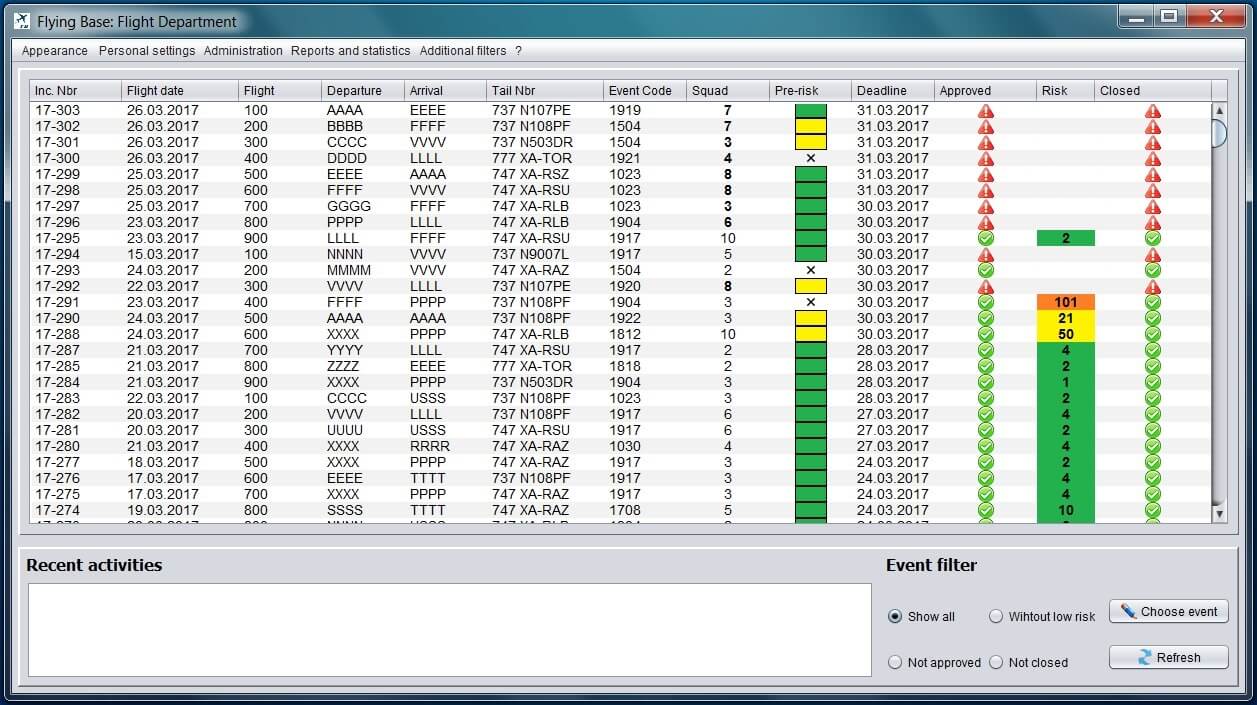 Flying Base: Flight Department
Appearance Personal settings Administration Reports and statistics Additional filters ?
Inc. Nbr Flight date Flight Departure Arrival Tail Nbr Event Code Squad Pre-risk Deadline Approved Risk Closed
17-303 26.03.2017 100 AAAA EEEE 737 N107PE 1919 7 31.03.2017
17-302 26.03.2017 200 BBBB FFFF 737 N108PF 1504 7 31.03.2017
17-301 26.03.2017 300 CCCC VVVV 737 N503DR 1504 3 31.03.2017
17-300 26.03.2017 400 DDDD LLLL 777 XA-TOR 1921 4 × 31.03.2017
17-299 25.03.2017 500 EEEE AAAA 747 XA-RSZ 1023 8 31.03.2017
17-298 25.03.2017 600 FFFF VVVV 747 XA-RSU 1023 8 31.03.2017
17-297 25.03.2017 700 GGGG FFFF 747 XA-RLB 1023 3 30.03.2017
17-296 23.03.2017 800 PPPP LLLL 747 XA-RLB 1904 6 30.03.2017
17-295 23.03.2017 900 LLLL FFFF 747 XA-RSU 1917 10 30.03.2017 2
17-294 15.03.2017 100 NNNN VVVV 737 N9007L 1917 5 30.03.2017
17-293 24.03.2017 200 MMMM VVVV 747 XA-RAZ 1504 2 × 30.03.2017
17-292 22.03.2017 300 VVVV LLLL 737 N107PE 1920 8 30.03.2017
17-291 23.03.2017 400 FFFF PPPP 737 N108PF 1904 3 × 30.03.2017 101
17-290 24.03.2017 500 AAAA AAAA 737 N108PF 1922 3 30.03.2017 21
17-288 24.03.2017 600 XXXX PPPP 747 XA-RLB 1812 10 30.03.2017 50
17-287 21.03.2017 700 YYYY LLLL 747 XA-RSU 1917 2 28.03.2017 4
17-285 21.03.2017 800 ZZZZ EEEE 777 XA-TOR 1818 2 28.03.2017 2
17-284 21.03.2017 900 XXXX PPPP 737 N503DR 1904 3 28.03.2017 1
17-283 22.03.2017 100 CCCC USSS 737 N108PF 1023 3 28.03.2017 2
17-282 20.03.2017 200 VVVV LLLL 737 N108PF 1917 6 27.03.2017 4
17-281 20.03.2017 300 UUUU USSS 747 XA-RSU 1917 6 27.03.2017 2
17-280 21.03.2017 400 XXXX RRRR 747 XA-RAZ 1030 4 27.03.2017 4
17-277 18.03.2017 500 XXXX PPPP 747 XA-RAZ 1917 3 24.03.2017 2
17-276 17.03.2017 600 EEEE TTTT 737 N108PF 1917 3 24.03.2017 4
17-275 17.03.2017 700 XXXX PPPP 747 XA-RAZ 1917 3 24.03.2017 4
17-274 19.03.2017 800 SSSS TTTT 747 XA-RAZ 1708 5 24.03.2017 10
Recent activities
Event filter
Show all Wihtout low risk Choose event
Not approved Not closed Refresh